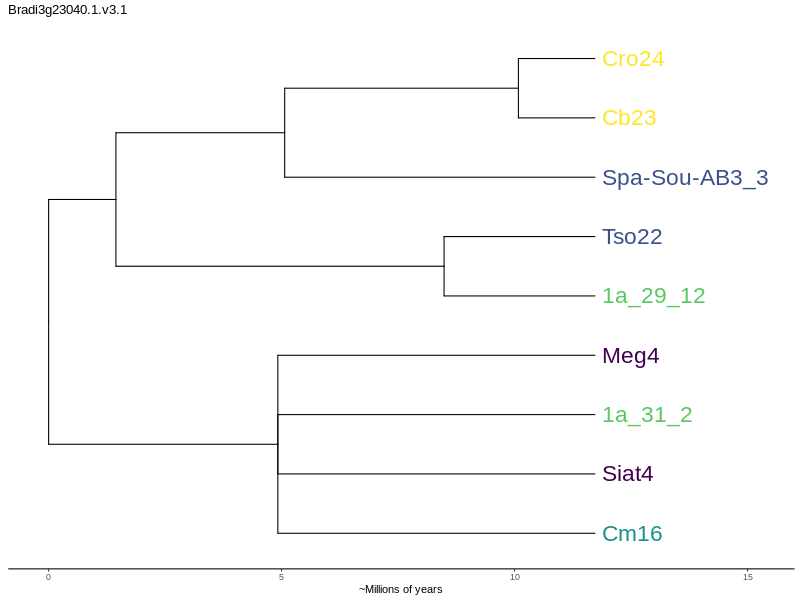 Bradi3g23040.1.v3.1
Cro24
Cb23
Spa-Sou-AB3_3
Tso22
1a_29_12
Meg4
1a_31_2
Siat4
Cm16
0 5 10 15
~Millions of years